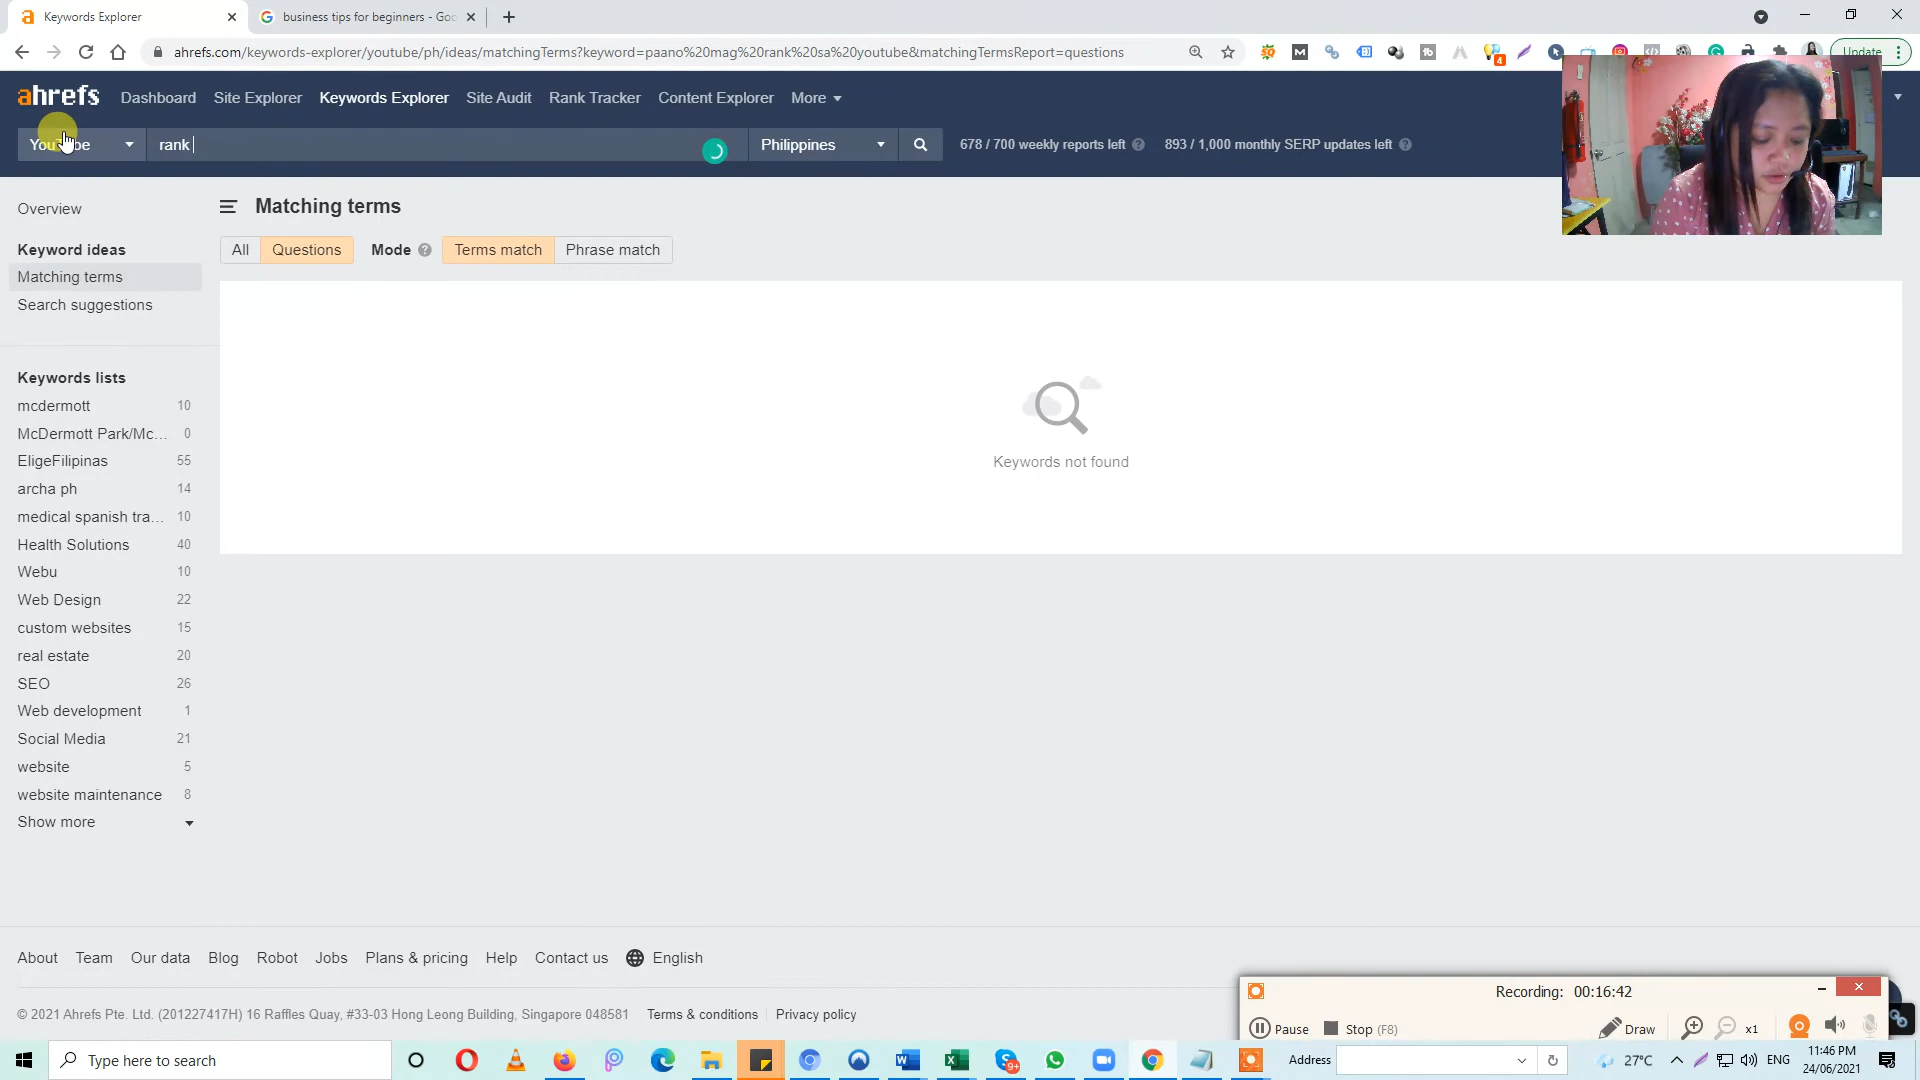 Keywords Explorer
business tips for beginners - Goo
ahrefs.com/keywords-explorer/youtube/ph/ideas/matchingTerms?keyword=paano%20mag%20rank%20sa%20youtube&matchingTermsReport=questions
Update
ahrefs Dashboard Site Explorer Keywords Explorer Site Audit Rank Tracker Content Explorer More
YouTube rank Philippines 678 / 700 weekly reports left 893 / 1,000 monthly SERP updates left
Overview
Matching terms
Keyword ideas
All Questions Mode Terms match Phrase match
Matching terms
Search suggestions
Keywords lists
mcdermott 10
McDermott Park/Mc... 0
Keywords not found
EligeFilipinas 55
archa ph 14
medical spanish tra... 10
Health Solutions 40
Webu 10
Web Design 22
custom websites 15
real estate 20
SEO 26
Web development 1
Social Media 21
website 5
website maintenance 8
Show more
About Team Our data Blog Robot Jobs Plans & pricing Help Contact us English
© 2021 Ahrefs Pte. Ltd. (201227417H) 16 Raffles Quay, #33-03 Hong Leong Building, Singapore 048581 Terms & conditions Privacy policy
Recording: 00:16:42
Pause Stop (F8) Draw x1
Type here to search
Address
27°C ENG
11:46 PM
24/06/2021